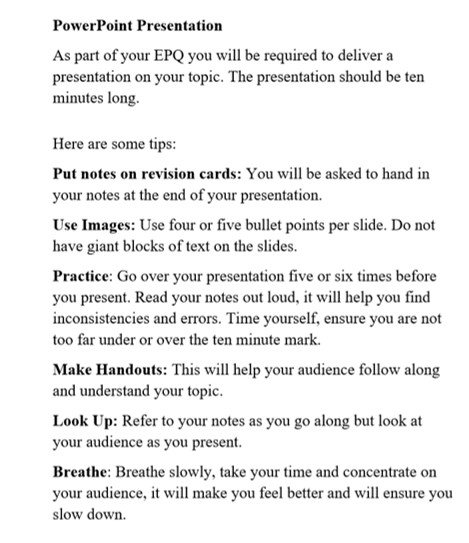 PowerPoint Presentation
As part of your EPQ you will be required to deliver a
presentation on your topic. The presentation should be ten
minutes long.
Here are some tips:
Put notes on revision cards: You will be asked to hand in
your notes at the end of your presentation.
Use Images: Use four or five bullet points per slide. Do not
have giant blocks of text on the slides.
Practice: Go over your presentation five or six times before
you present. Read your notes out loud, it will help you find
inconsistencies and errors. Time yourself, ensure you are not
too far under or over the ten minute mark.
Make Handouts: This will help your audience follow along
and understand your topic.
Look Up: Refer to your notes as you go along but look at
your audience as you present.
Breathe: Breathe slowly, take your time and concentrate on
your audience, it will make you feel better and will ensure you
slow down.